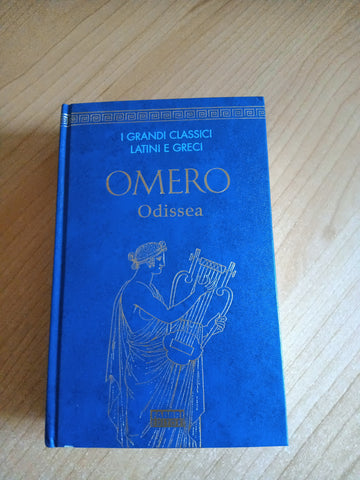 I GRANDI CLASSICI
LATINI E GRECI
OMERO
Odissea